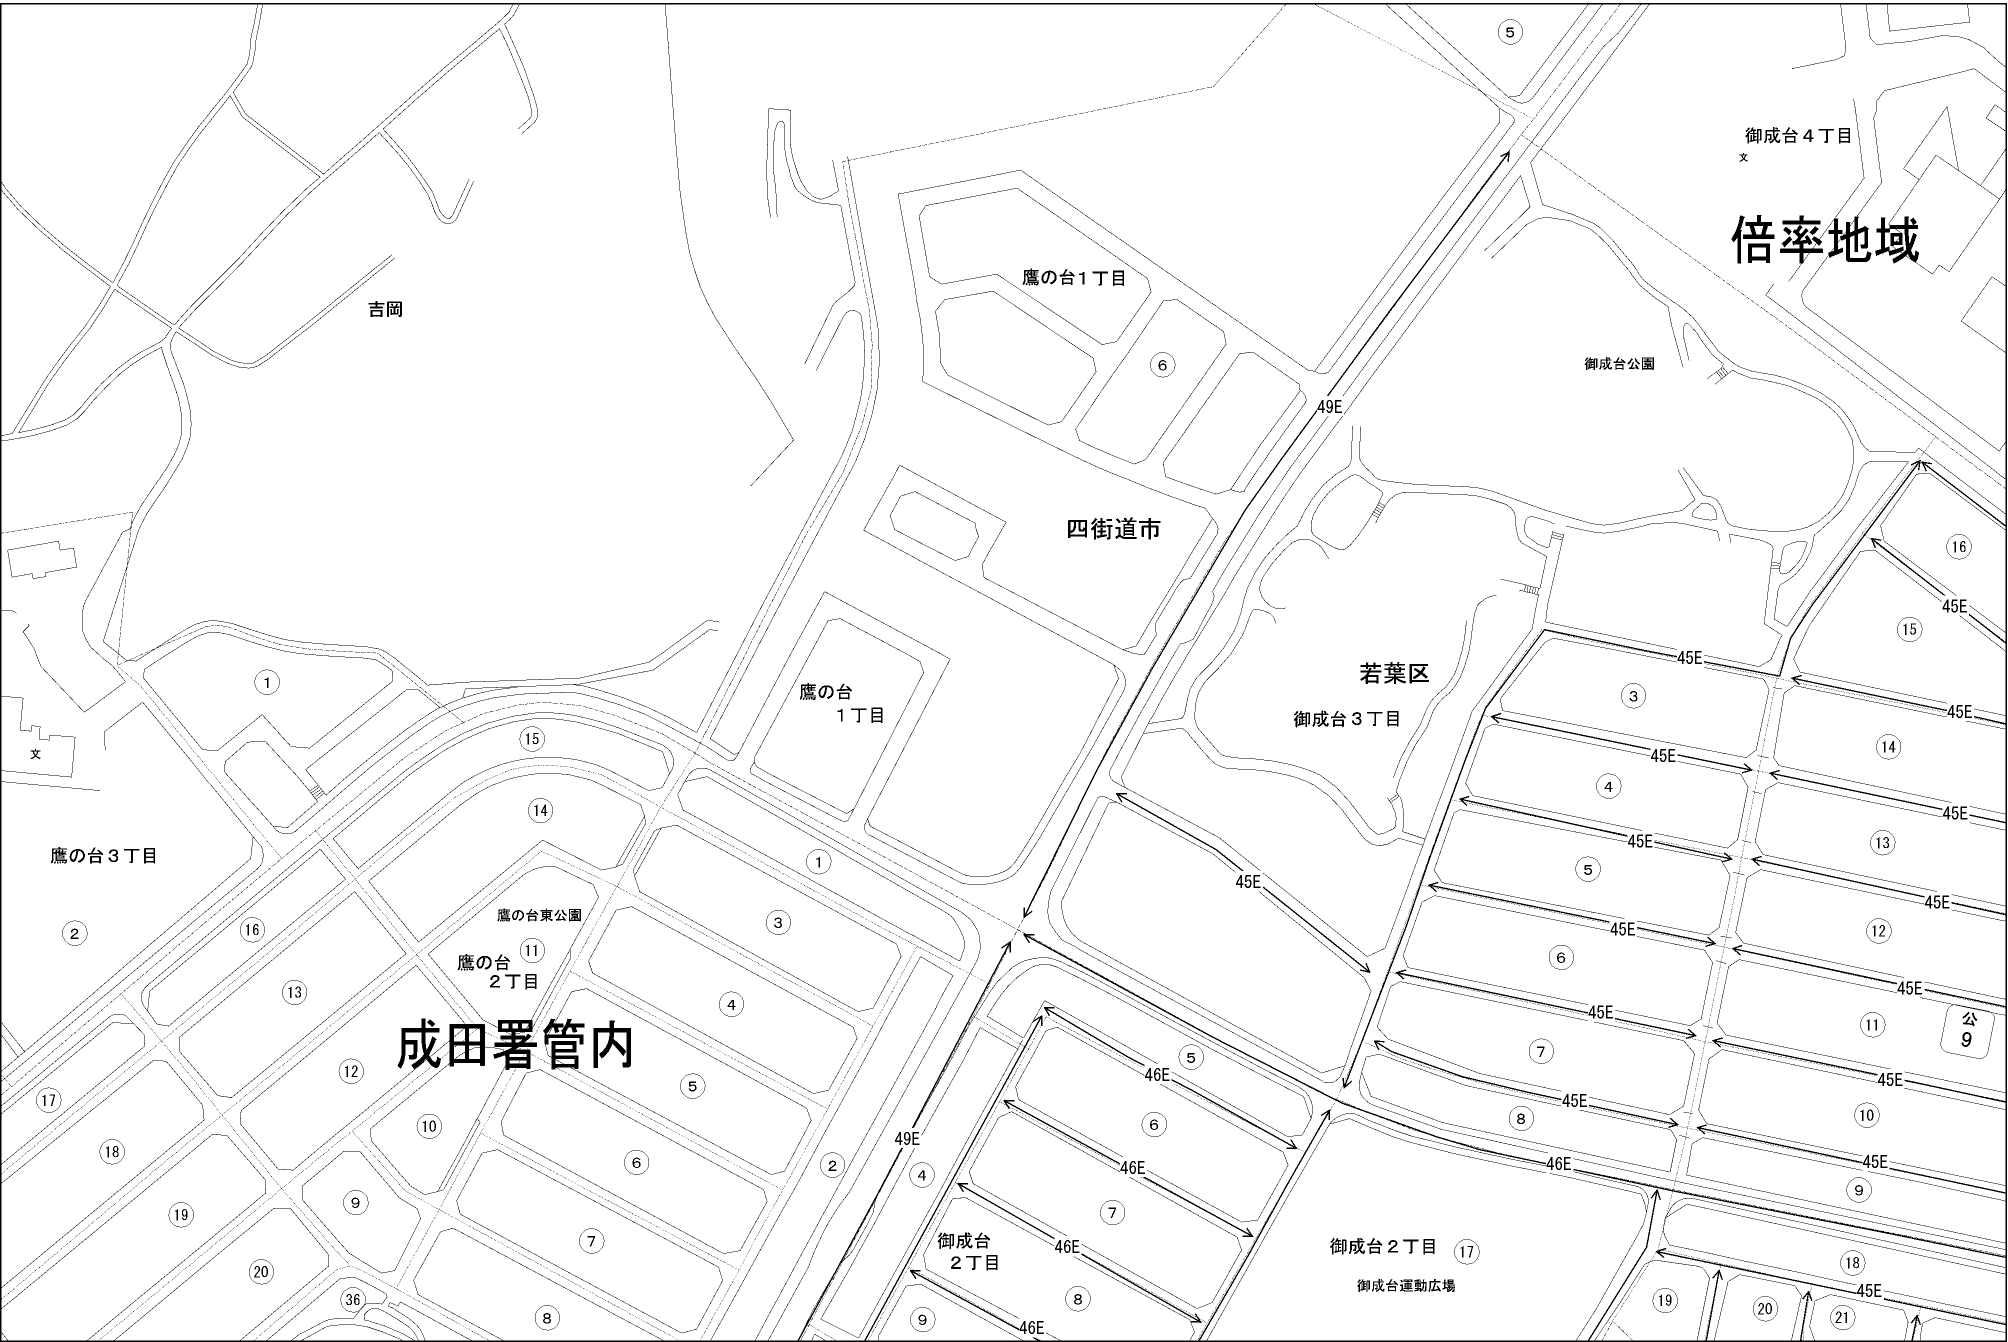 5
御成台４丁目
文
倍率地域
吉岡
鷹の台１丁目
6
御成台公園
49E
四街道市
16
45E
15
1
鷹の台
１丁目
若葉区
御成台３丁目
45E
3
45E
14
文
15
45E
4
45E
14
13
鷹の台３丁目
1
45E
45E
5
45E
2
16
鷹の台東公園
3
45E
12
11
鷹の台
２丁目
6
45E
13
4
45E
11
公
9
成田署管内
7
5
17
12
5
46E
45E
45E
10
8
10
6
49E
46E
45E
18
6
2
4
46E
45E
9
9
19
7
7
46E
御成台
２丁目
御成台２丁目
17
18
20
御成台運動広場
45E
36
8
8
9
46E
19
20
21